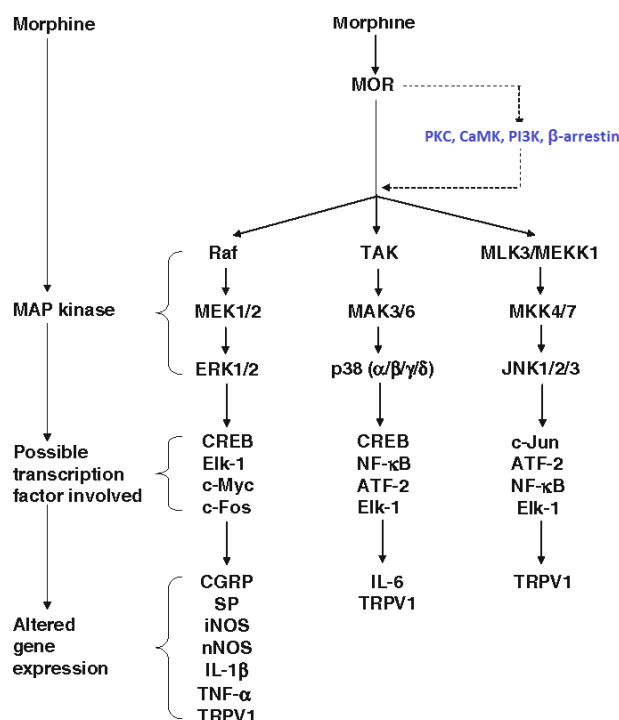 Morphine
Morphine
MOR
PKC, CaMK, PI3K, β-arrestin
Raf
TAK
MLK3/MEKK1
MAP kinase
MEK1/2
MAK3/6
MKK4/7
ERK1/2
p38 (α/β/γ/δ)
JNK1/2/3
Possible
transcription
factor involved
CREB
Elk-1
c-Myc
c-Fos
CREB
NF-κB
ATF-2
Elk-1
c-Jun
ATF-2
NF-κB
Elk-1
Altered
gene
expression
CGRP
SP
iNOS
nNOS
IL-1β
TNF-α
TRPV1
IL-6
TRPV1
TRPV1